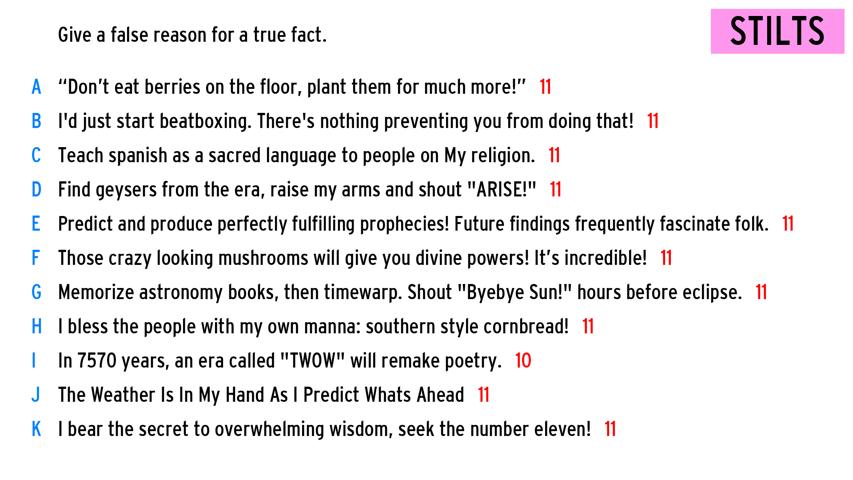 Give a false reason for a true fact.
STILTS
A “Don’t eat berries on the floor, plant them for much more!” 11
B I'd just start beatboxing. There's nothing preventing you from doing that! 11
C Teach spanish as a sacred language to people on My religion. 11
D Find geysers from the era, raise my arms and shout "ARISE!" 11
E Predict and produce perfectly fulfilling prophecies! Future findings frequently fascinate folk. 11
F Those crazy looking mushrooms will give you divine powers! It’s incredible! 11
G Memorize astronomy books, then timewarp. Shout "Byebye Sun!" hours before eclipse. 11
H I bless the people with my own manna: southern style cornbread! 11
I In 7570 years, an era called "TWOW" will remake poetry. 10
J The Weather Is In My Hand As I Predict Whats Ahead 11
K I bear the secret to overwhelming wisdom, seek the number eleven! 11